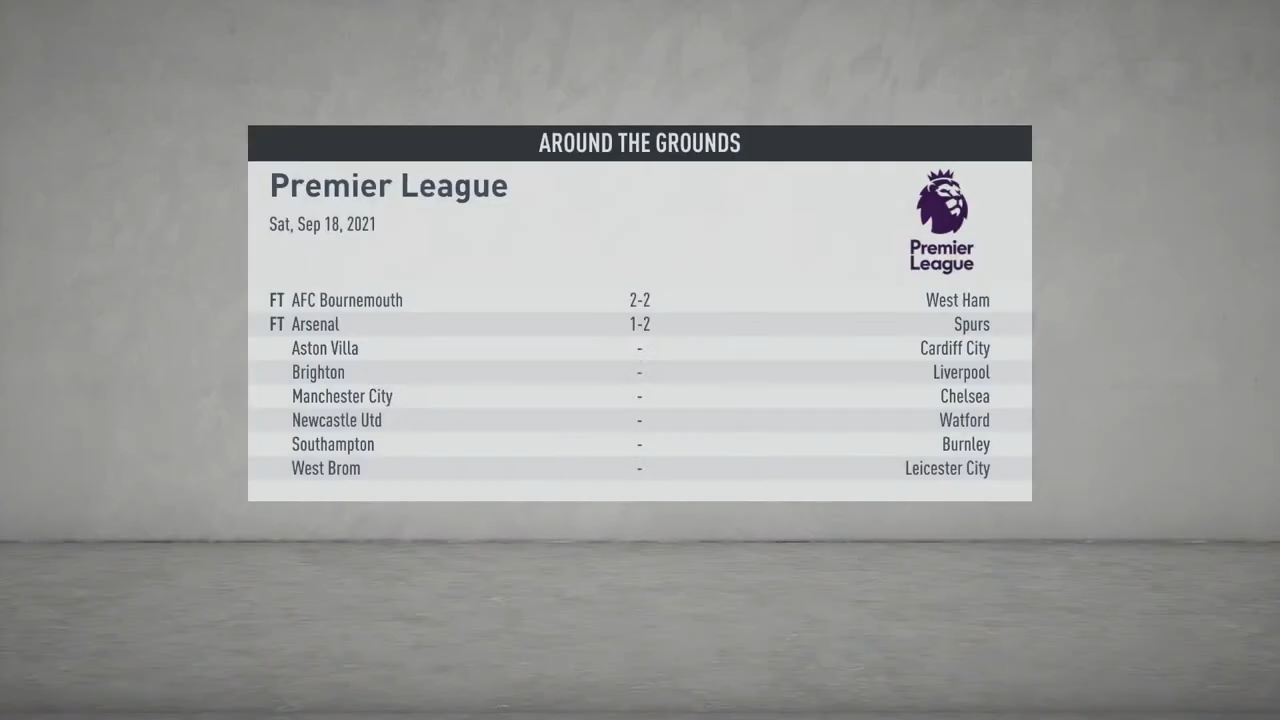 AROUND THE GROUNDS
Premier League
Sat, Sep 18, 2021
Premier
League
FT AFC Bournemouth 2-2 West Ham
FT Arsenal 1-2 Spurs
Aston Villa - Cardiff City
Brighton - Liverpool
Manchester City - Chelsea
Newcastle Utd - Watford
Southampton - Burnley
West Brom - Leicester City